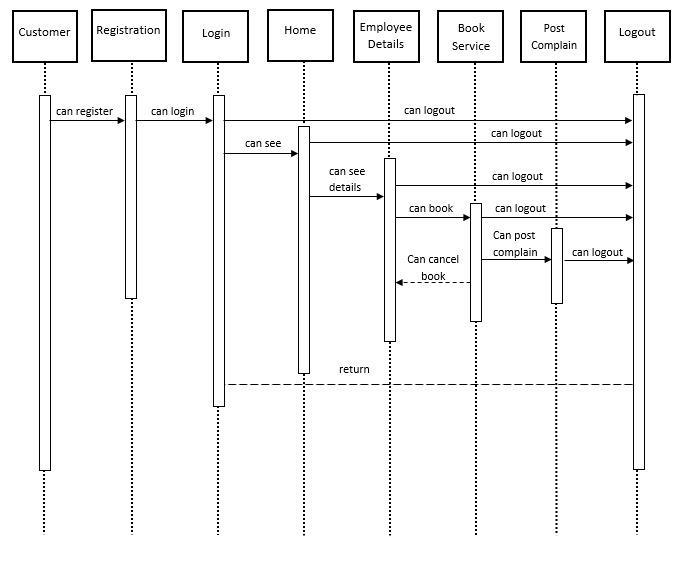 Customer
Registration
Login
Home
Employee
Details
Book
Service
Post
Complain
Logout
can register
can login
can logout
can logout
can see
can see
details
can logout
can book
can logout
Can post
complain
can logout
Can cancel
book
return